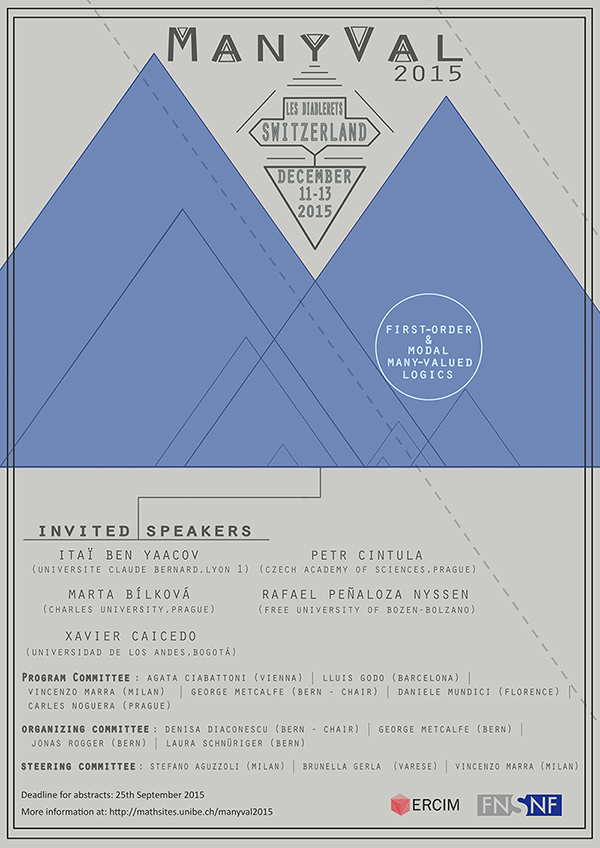 MANYVAL
2015
LES DIABLERETS
SWITZERLAND
DECEMBER
11-13
2015
FIRST-ORDER
&
MODAL
MANY-VALUED
LOGICS
INVITED SPEAKERS
ITAÏ BEN YAACOV
(UNIVERSITE CLAUDE BERNARD,LYON 1)
PETR CINTULA
(CZECH ACADEMY OF SCIENCES,PRAGUE)
MARTA BÍLKOVÁ
(CHARLES UNIVERSITY,PRAGUE)
RAFAEL PEÑALOZA NYSSEN
(FREE UNIVERSITY OF BOZEN-BOLZANO)
XAVIER CAICEDO
(UNIVERSIDAD DE LOS ANDES,BOGOTÁ)
PROGRAM COMMITTEE: AGATA CIABATTONI (VIENNA) | LLUIS GODO (BARCELONA) |
VINCENZO MARRA (MILAN) | GEORGE METCALFE (BERN - CHAIR) | DANIELE MUNDICI (FLORENCE) |
CARLES NOGUERA (PRAGUE)
ORGANIZING COMMITTEE: DENISA DIACONESCU (BERN - CHAIR) | GEORGE METCALFE (BERN) |
JONAS ROGGER (BERN) | LAURA SCHNÜRIGER (BERN)
STEERING COMMITTEE: STEFANO AGUZZOLI (MILAN) | BRUNELLA GERLA (VARESE) | VINCENZO MARRA (MILAN)
Deadline for abstracts: 25th September 2015
More information at: http://mathsites.unibe.ch/manyval2015
ERCIM
FNSNF